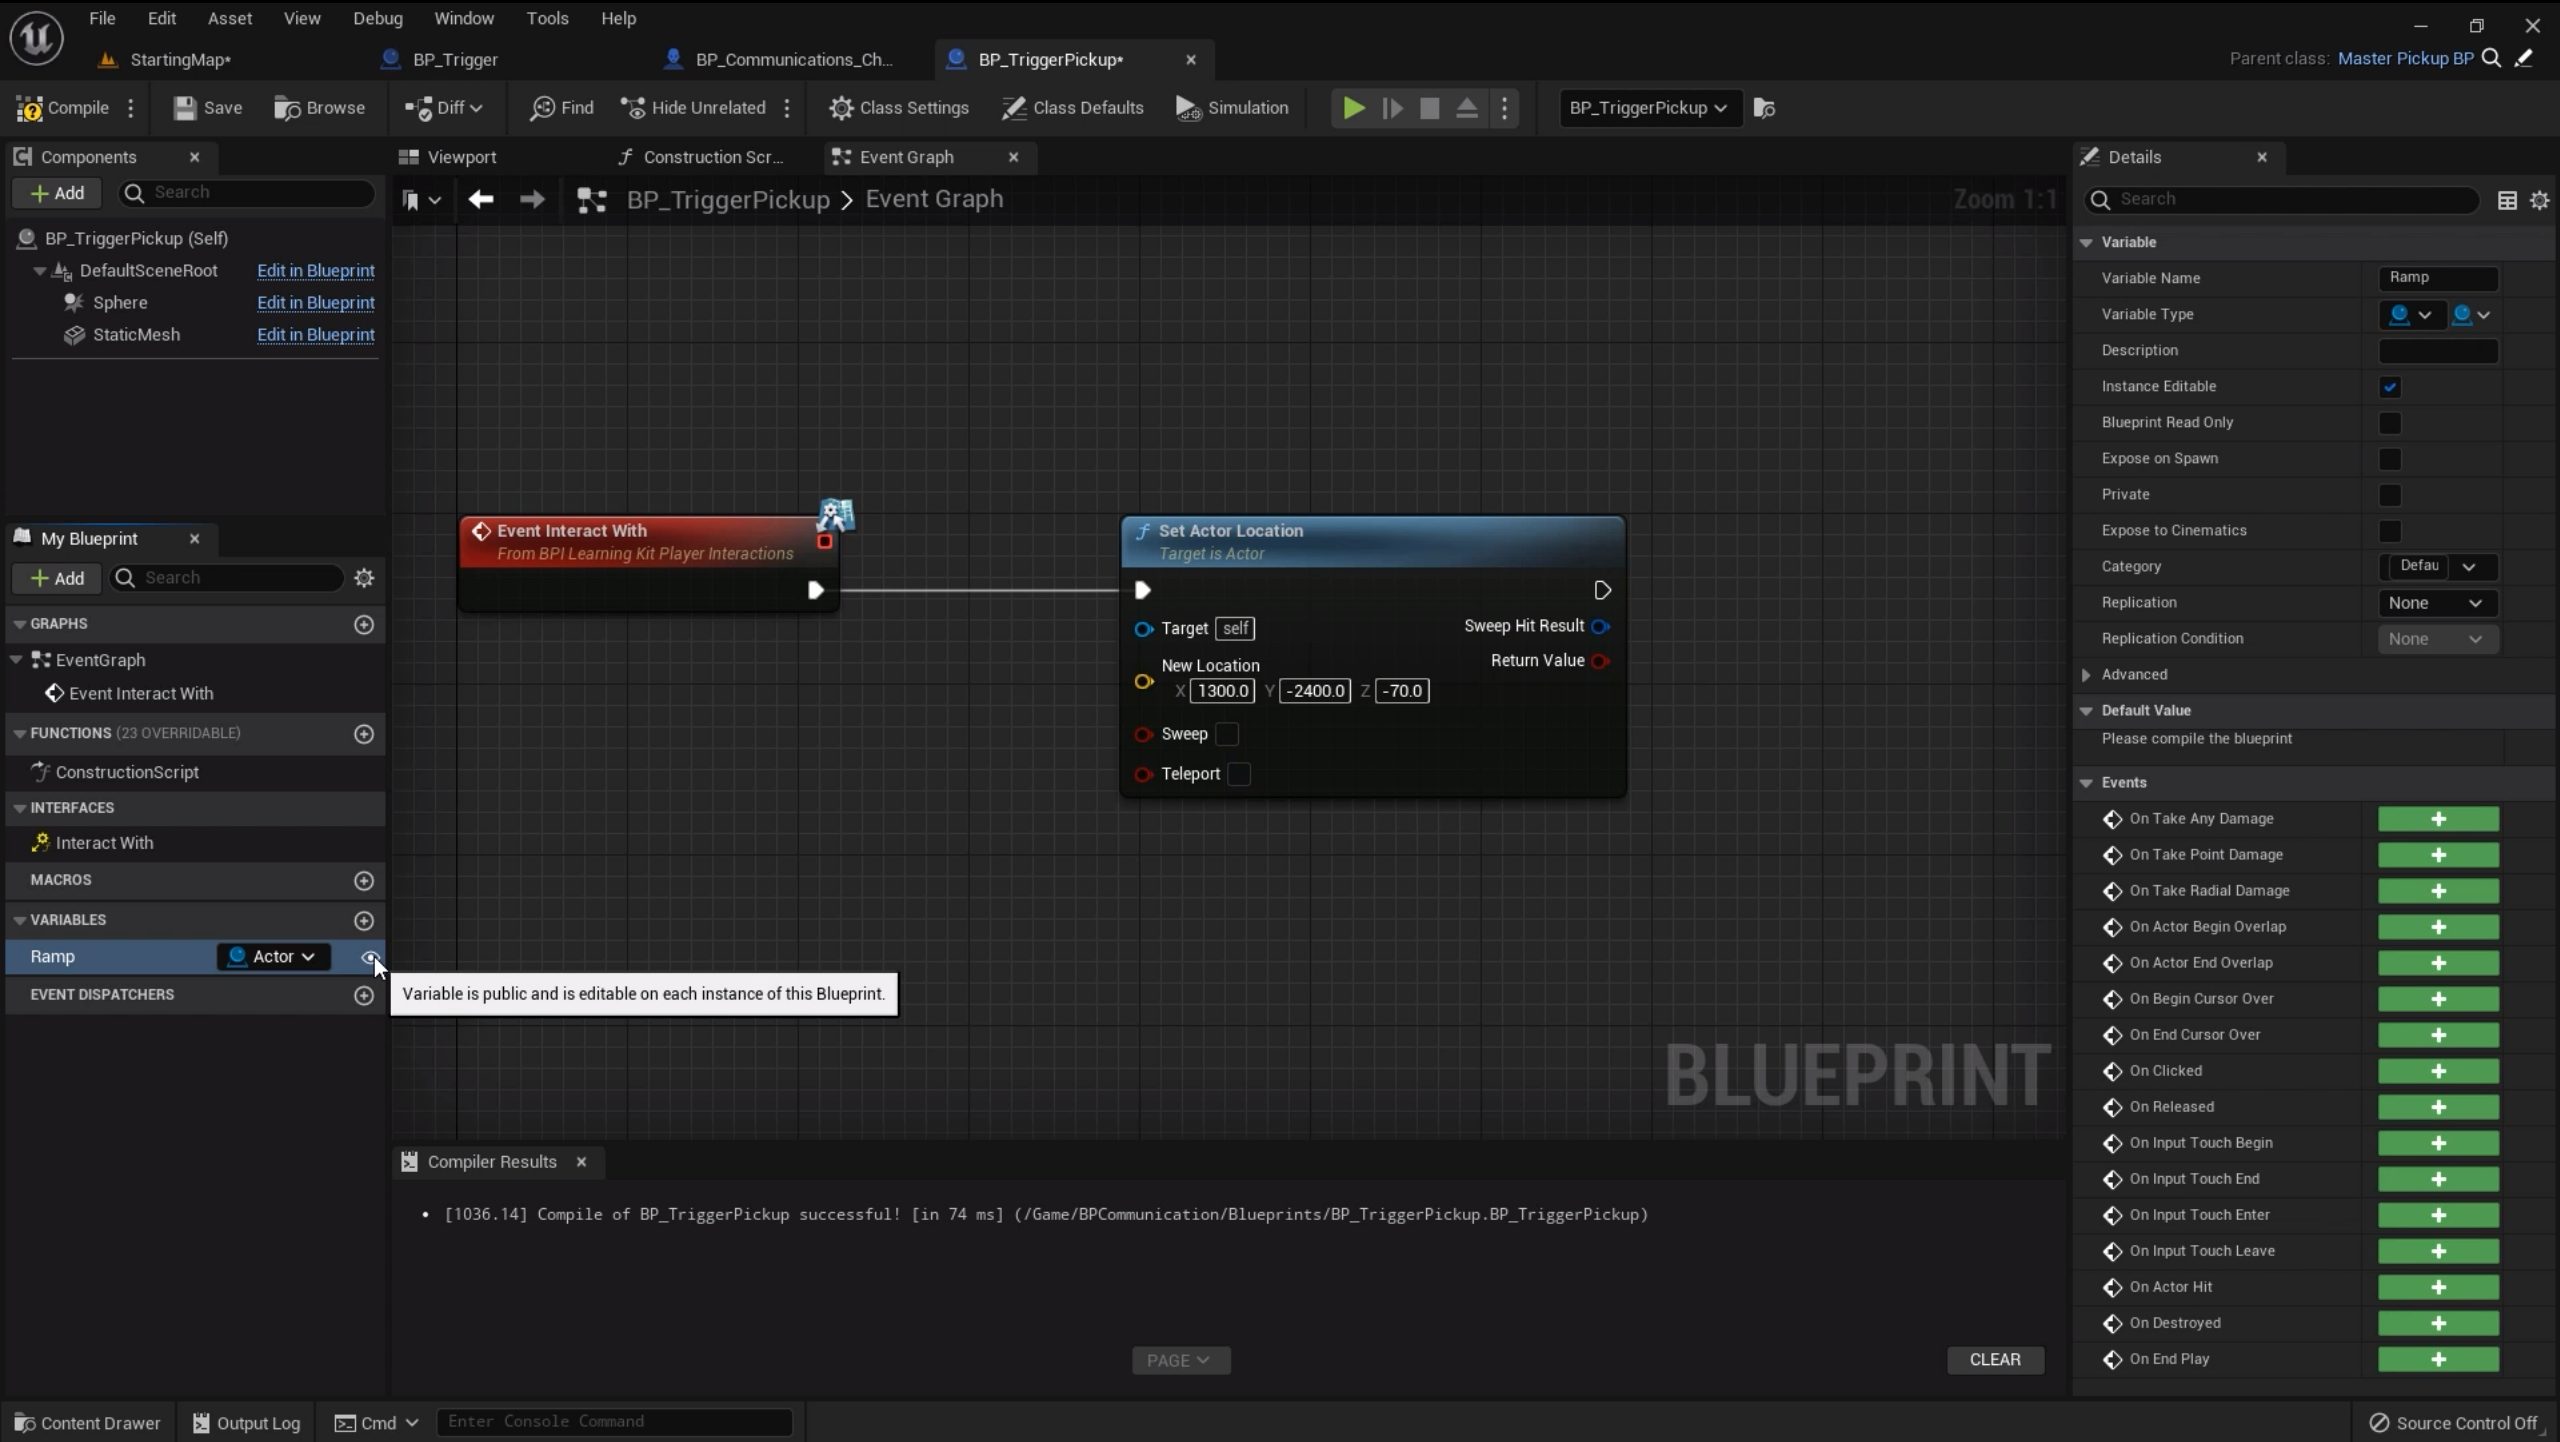 File Edit Asset View Debug Window Tools Help
StartingMap*
BP_Trigger
BP_Communications_Ch...
BP_TriggerPickup*
Parent class: Master Pickup BP
Compile
Save
Browse
Diff
Find
Hide Unrelated
Class Settings
Class Defaults
Simulation
BP_TriggerPickup
Components
Add
Search
BP_TriggerPickup (Self)
DefaultSceneRoot Edit in Blueprint
Sphere Edit in Blueprint
StaticMesh Edit in Blueprint
My Blueprint
Add
Search
GRAPHS
EventGraph
Event Interact With
FUNCTIONS (23 OVERRIDABLE)
ConstructionScript
INTERFACES
Interact With
MACROS
VARIABLES
Ramp Actor
EVENT DISPATCHERS
Variable is public and is editable on each instance of this Blueprint.
Viewport
Construction Scr...
Event Graph
BP_TriggerPickup > Event Graph
Zoom 1:1
Event Interact With
From BPI Learning Kit Player Interactions
Set Actor Location
Target is Actor
Target self
Sweep Hit Result
New Location
Return Value
X 1300.0 Y -2400.0 Z -70.0
Sweep
Teleport
BLUEPRINT
Compiler Results
• [1036.14] Compile of BP_TriggerPickup successful! [in 74 ms] (/Game/BPCommunication/Blueprints/BP_TriggerPickup.BP_TriggerPickup)
PAGE
CLEAR
Details
Search
Variable
Variable Name Ramp
Variable Type
Description
Instance Editable
Blueprint Read Only
Expose on Spawn
Private
Expose to Cinematics
Category Defau
Replication None
Replication Condition None
Advanced
Default Value
Please compile the blueprint
Events
On Take Any Damage
On Take Point Damage
On Take Radial Damage
On Actor Begin Overlap
On Actor End Overlap
On Begin Cursor Over
On End Cursor Over
On Clicked
On Released
On Input Touch Begin
On Input Touch End
On Input Touch Enter
On Input Touch Leave
On Actor Hit
On Destroyed
On End Play
Content Drawer
Output Log
Cmd
Enter Console Command
Source Control Off